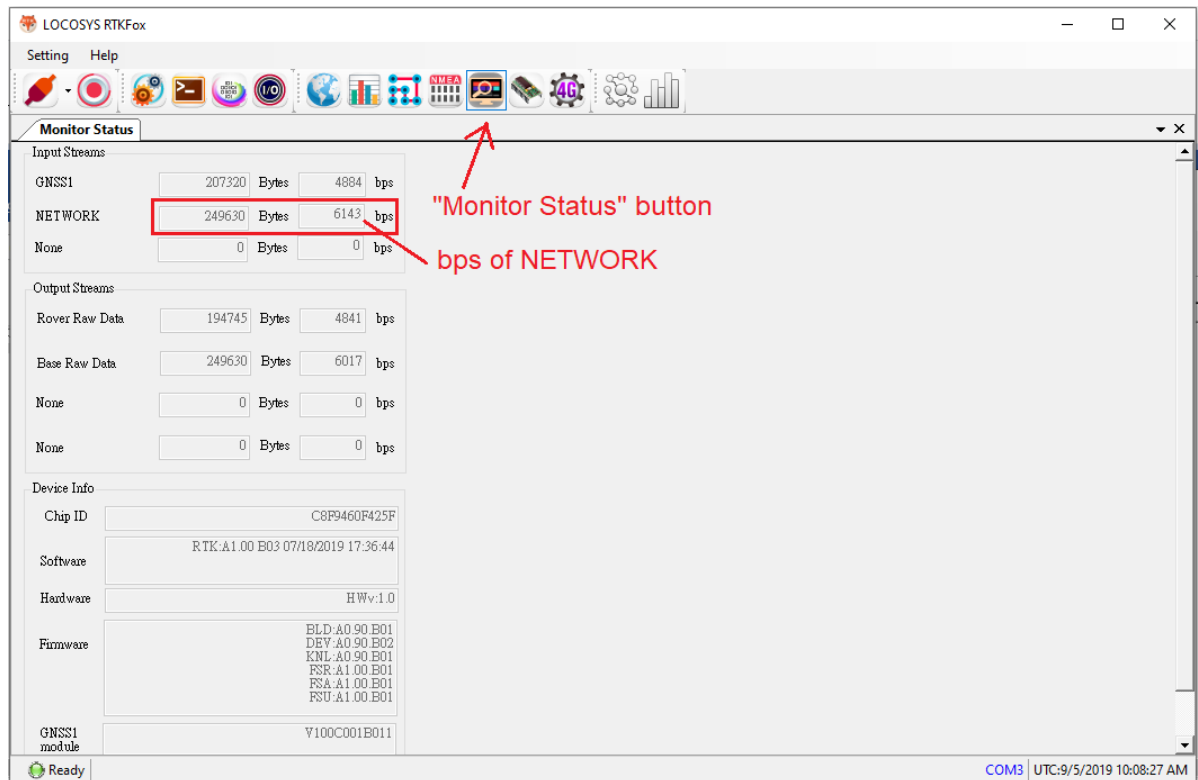 LOCOSYS RTKFox
Setting Help
NMEA
4G
Monitor Status
Input Streams
GNSS1 207320 Bytes 4884 bps
NETWORK 249630 Bytes 6143 bps
None 0 Bytes 0 bps
"Monitor Status" button
bps of NETWORK
Output Streams
Rover Raw Data 194745 Bytes 4841 bps
Base Raw Data 249630 Bytes 6017 bps
None 0 Bytes 0 bps
None 0 Bytes 0 bps
Device Info
Chip ID C8F9460F425F
Software RTK:A1.00 B03 07/18/2019 17:36:44
Hardware HWv:1.0
Firmware BLD:A0.90.B01
DEV:A0.90.B02
KNL:A0.90.B01
FSR:A1.00.B01
FSA:A1.00.B01
FSU:A1.00.B01
GNSS1 module V100C001B011
Ready COM3 UTC:9/5/2019 10:08:27 AM